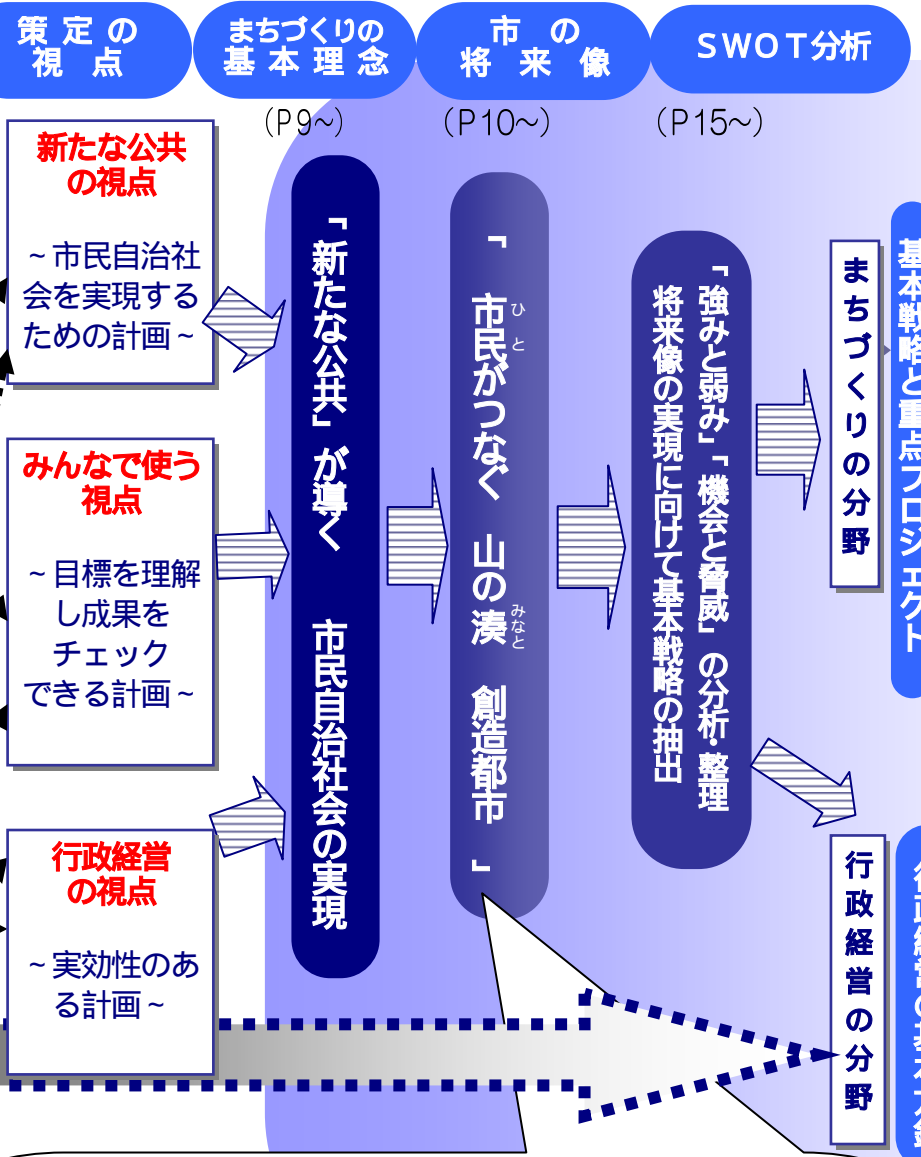 策定の
視点
まちづくりの
基本理念
市の
将来像
SWOT分析
(P9~)
(P10~)
(P15~)
新たな公共
の視点
~市民自治社
会を実現する
ための計画~
みんなで使う
視点
~目標を理解
し成果を
チェック
できる計画~
行政経営
の視点
~実効性のあ
る計画~
「新たな公共」が導く 市民自治社会の実現
「 市民がつなぐ 山の湊 創造都市 」
ひと
みなと
「強みと弱み」「機会と脅威」の分析・整理
将来像の実現に向けて基本戦略の抽出
まちづくりの分野
基本戦略と重点プロジェクト
行政経営の分野